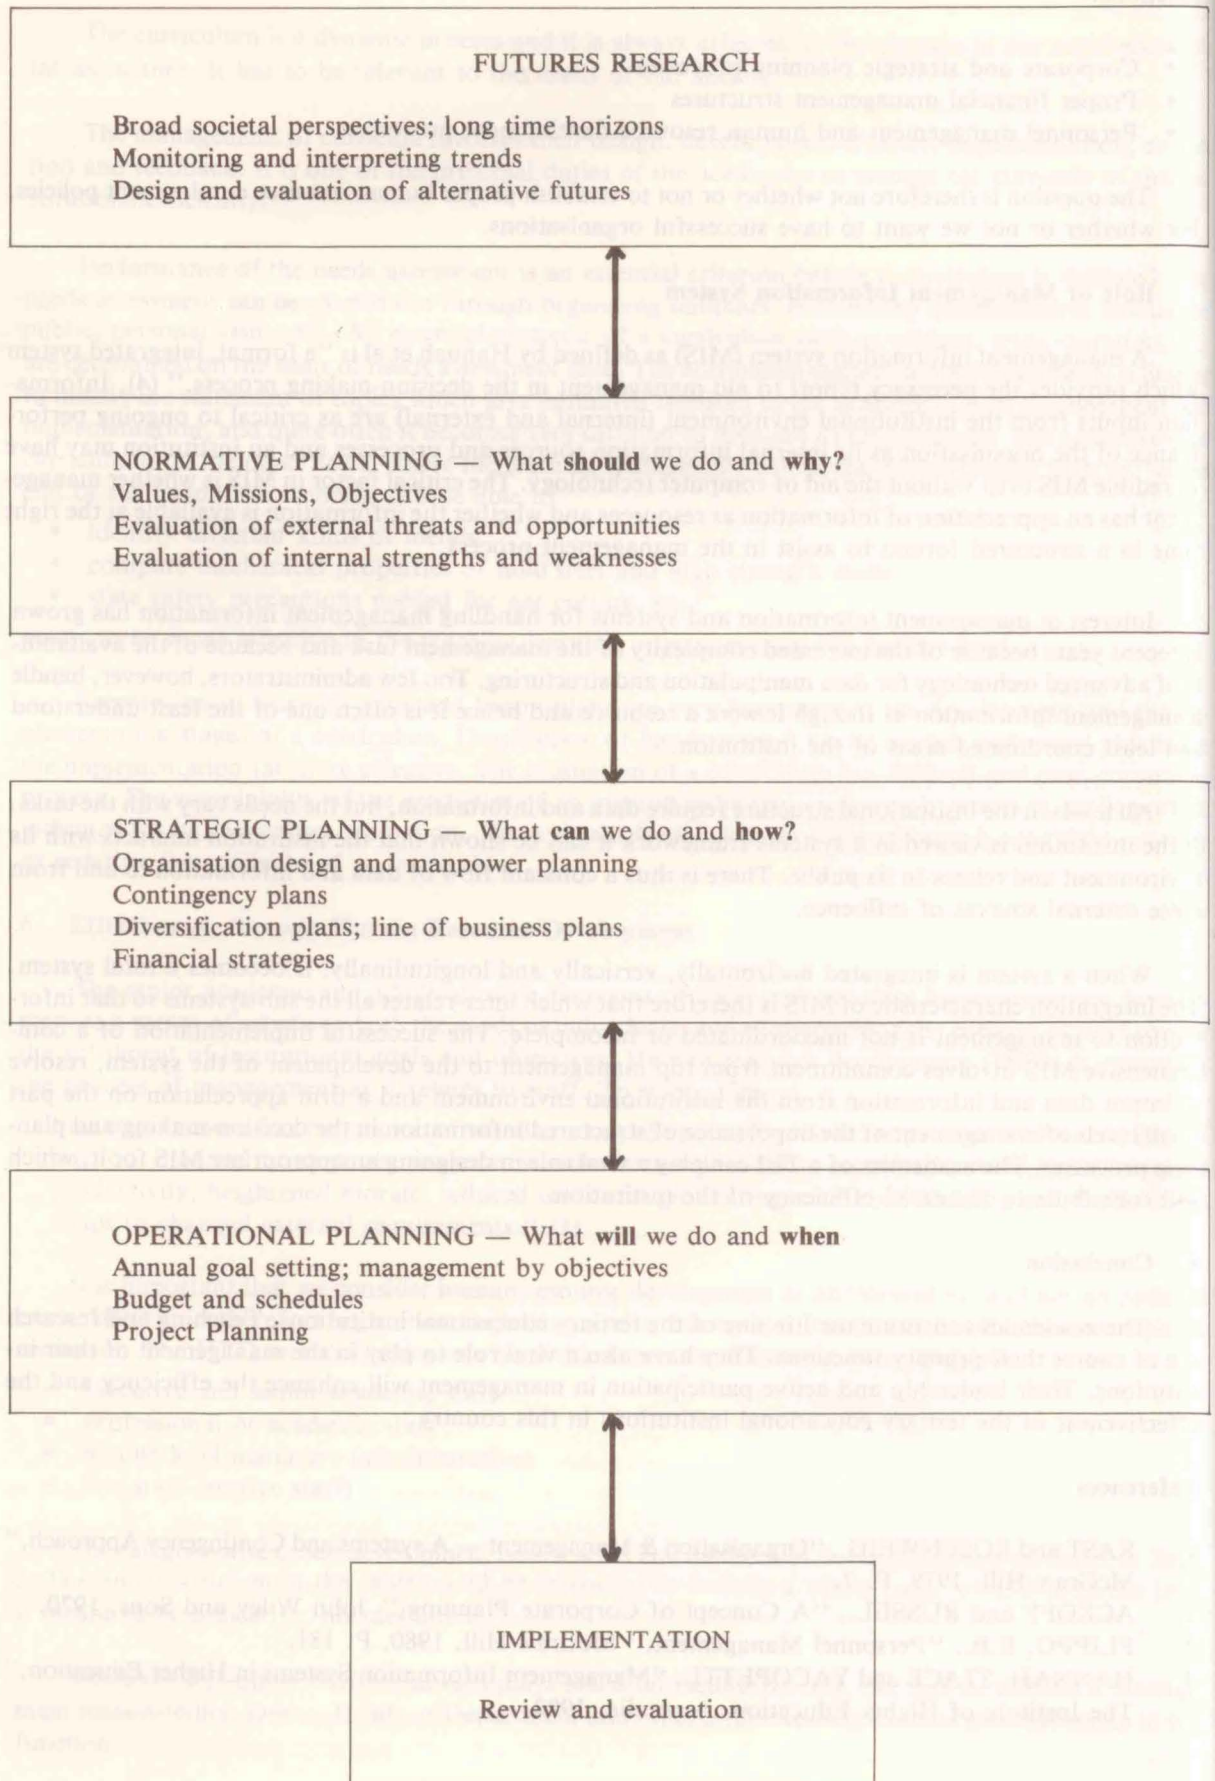 FUTURES RESEARCH
Broad societal perspectives; long time horizons
Monitoring and interpreting trends
Design and evaluation of alternative futures
NORMATIVE PLANNING — What should we do and why?
Values, Missions, Objectives
Evaluation of external threats and opportunities
Evaluation of internal strengths and weaknesses
STRATEGIC PLANNING — What can we do and how?
Organisation design and manpower planning
Contingency plans
Diversification plans; line of business plans
Financial strategies
OPERATIONAL PLANNING — What will we do and when
Annual goal setting; management by objectives
Budget and schedules
Project Planning
IMPLEMENTATION
Review and evaluation